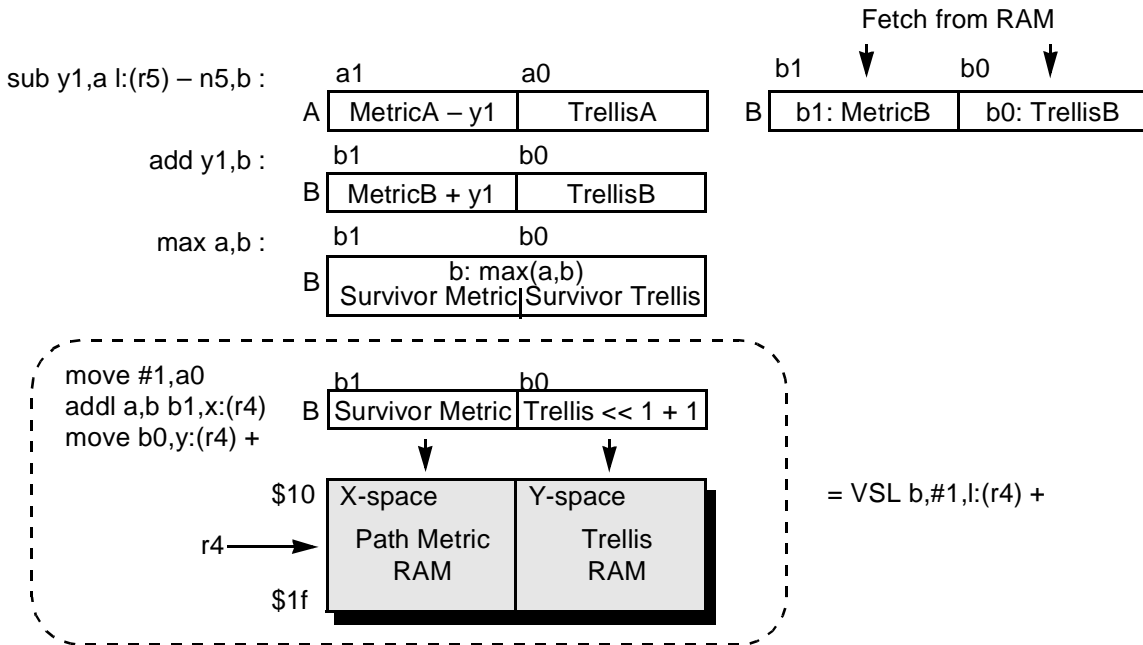 Fetch from RAM
sub y1,a l:(r5) – n5,b :
a1 a0
b1 b0
A MetricA – y1 TrellisA
B b1: MetricB b0: TrellisB
add y1,b :
b1 b0
B MetricB + y1 TrellisB
max a,b :
b1 b0
B b: max(a,b)
Survivor Metric Survivor Trellis
move #1,a0
addl a,b b1,x:(r4)
move b0,y:(r4) +
b1 b0
B Survivor Metric Trellis << 1 + 1
$10 X-space Y-space
= VSL b,#1,l:(r4) +
r4 Path Metric Trellis
RAM RAM
$1f